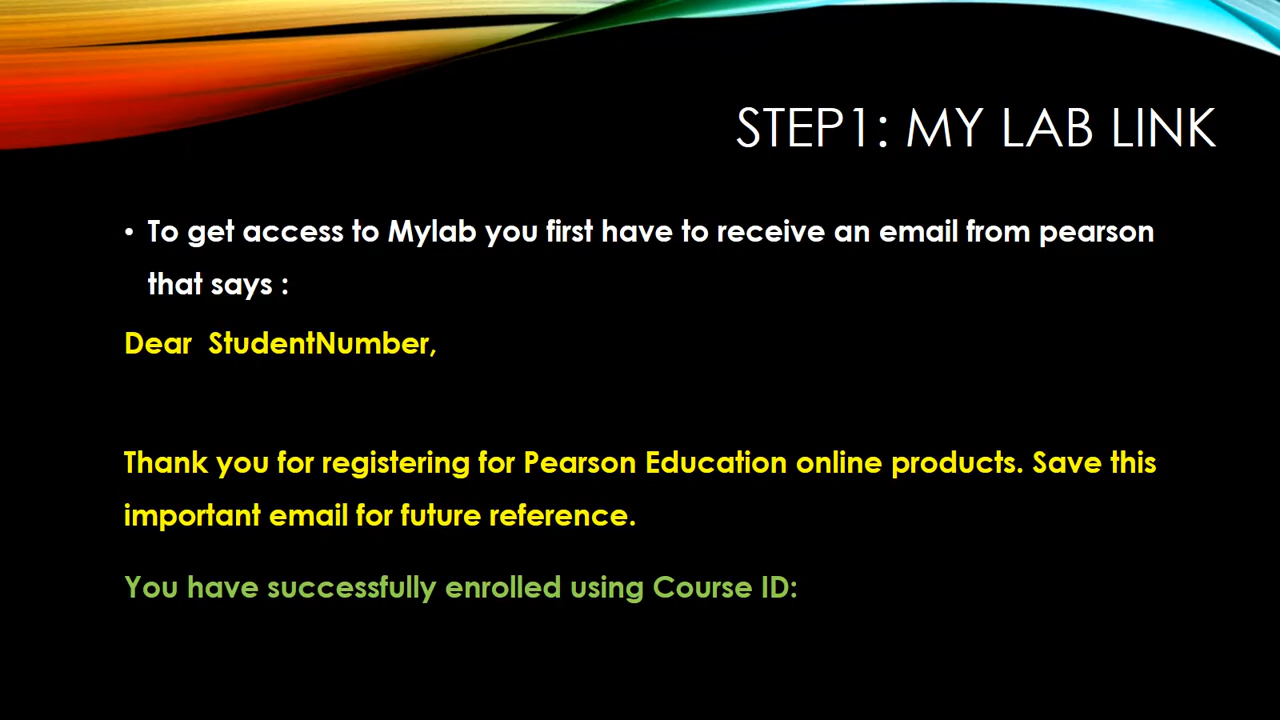 STEP1: MY LAB LINK
• To get access to Mylab you first have to receive an email from pearson
that says :
Dear  StudentNumber,
Thank you for registering for Pearson Education online products. Save this
important email for future reference.
You have successfully enrolled using Course ID: